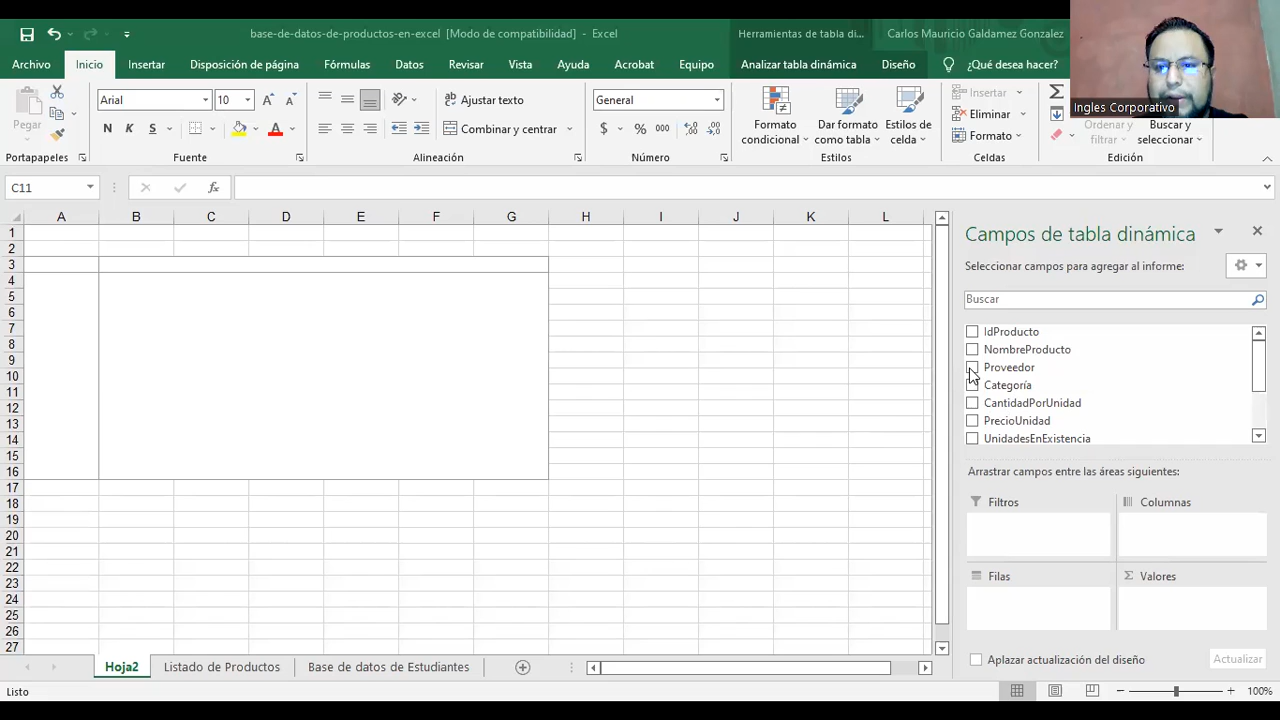 base-de-datos-de-productos-en-excel [Modo de compatibilidad] - Excel
Herramientas de tabla di...
Carlos Mauricio Galdamez Gonzalez
Archivo Inicio Insertar Disposición de página Fórmulas Datos Revisar Vista Ayuda Acrobat Equipo Analizar tabla dinámica Diseño ¿Qué desea hacer?
Ingles Corporativo
Pegar
Arial 10
N K S
Ajustar texto
Combinar y centrar
General
$ % 000
Formato condicional
Dar formato como tabla
Estilos de celda
Insertar
Eliminar
Formato
Ordenar y filtrar
Buscar y seleccionar
Portapapeles Fuente Alineación Número Estilos Celdas Edición
C11 fx
A B C D E F G H I J K L
1
2
3
4
5
6
7
8
9
10
11
12
13
14
15
16
17
18
19
20
21
22
23
24
25
26
27
Campos de tabla dinámica
Seleccionar campos para agregar al informe:
Buscar
IdProducto
NombreProducto
Proveedor
Categoría
CantidadPorUnidad
PrecioUnidad
UnidadesEnExistencia
Arrastrar campos entre las áreas siguientes:
Filtros Columnas
Filas Σ Valores
Aplazar actualización del diseño Actualizar
Hoja2 Listado de Productos Base de datos de Estudiantes
Listo 100%